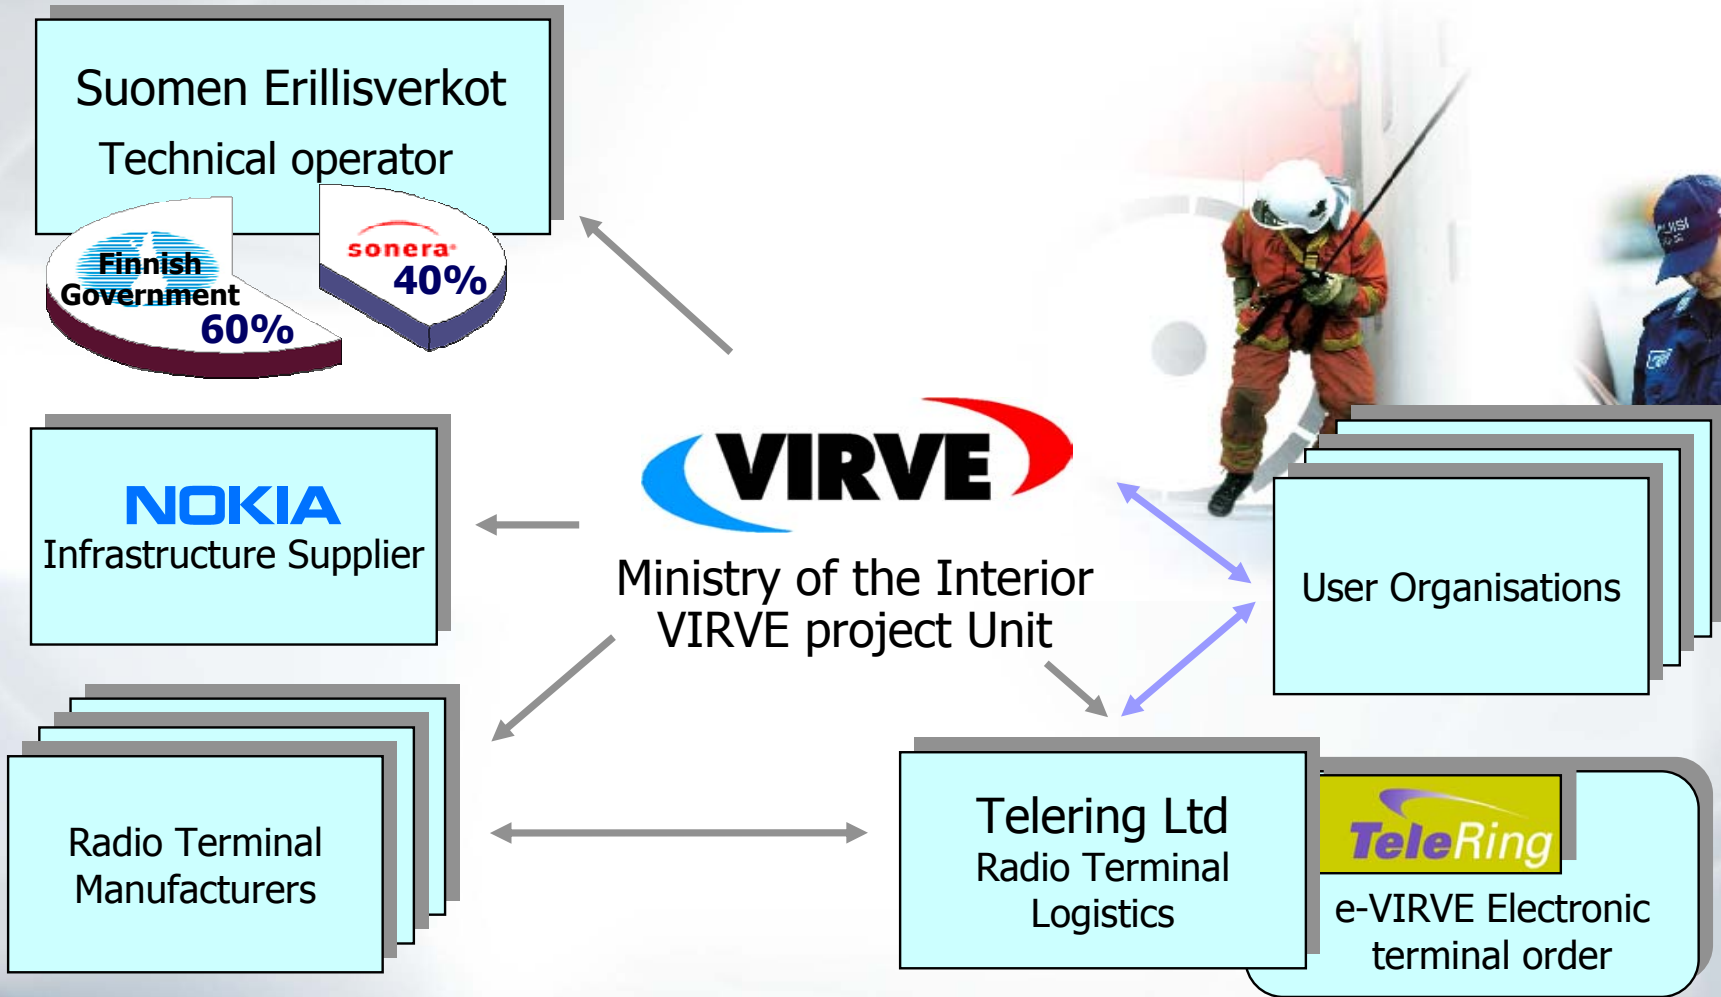 Suomen Erillisverkot
Technical operator
Finnish
Government
60%
sonera
40%
VIRVE
Ministry of the Interior
VIRVE project Unit
NOKIA
Infrastructure Supplier
User Organisations
Radio Terminal
Manufacturers
Telering Ltd
Radio Terminal
Logistics
TeleRing
e-VIRVE Electronic
terminal order